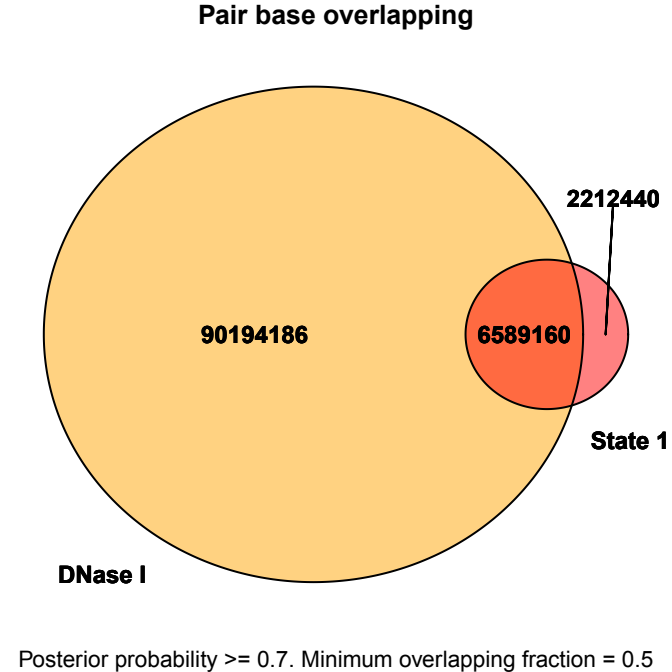 Pair base overlapping
2212440
90194186
6589160
State 1
DNase I
Posterior probability >= 0.7. Minimum overlapping fraction = 0.5